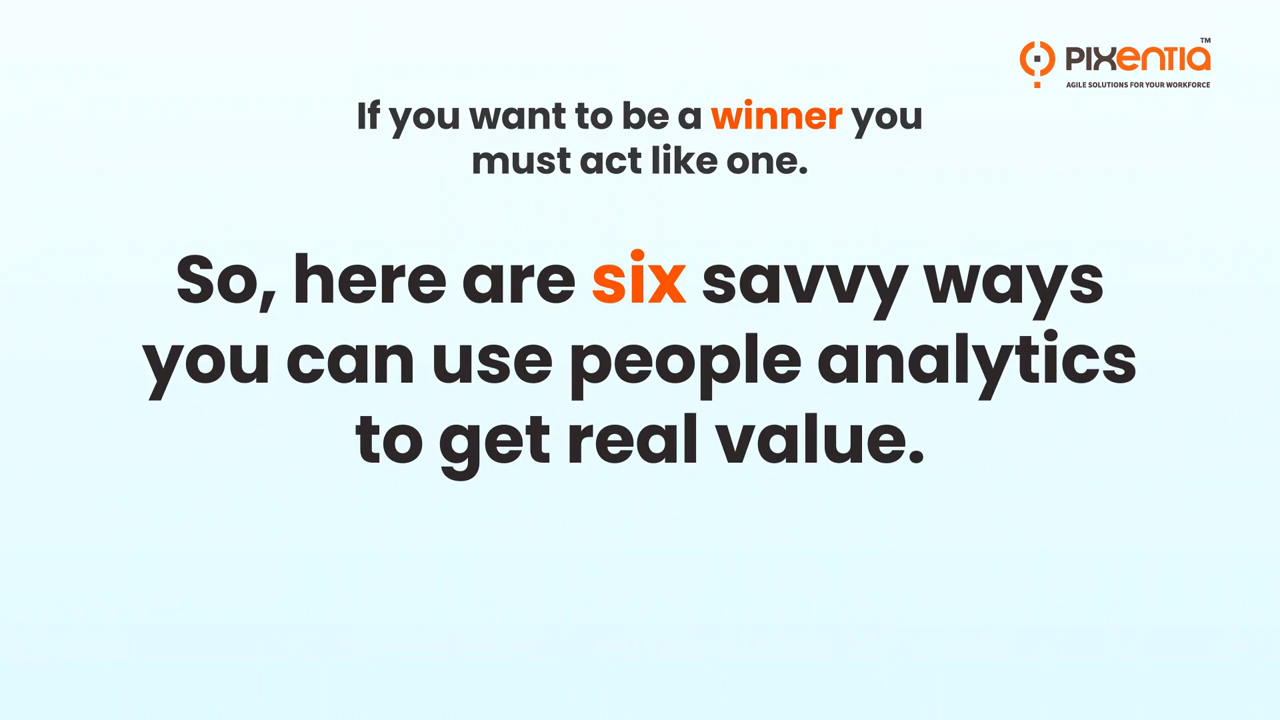 PIXENTIA™
AGILE SOLUTIONS FOR YOUR WORKFORCE
If you want to be a winner you
must act like one.
So, here are six savvy ways
you can use people analytics
to get real value.